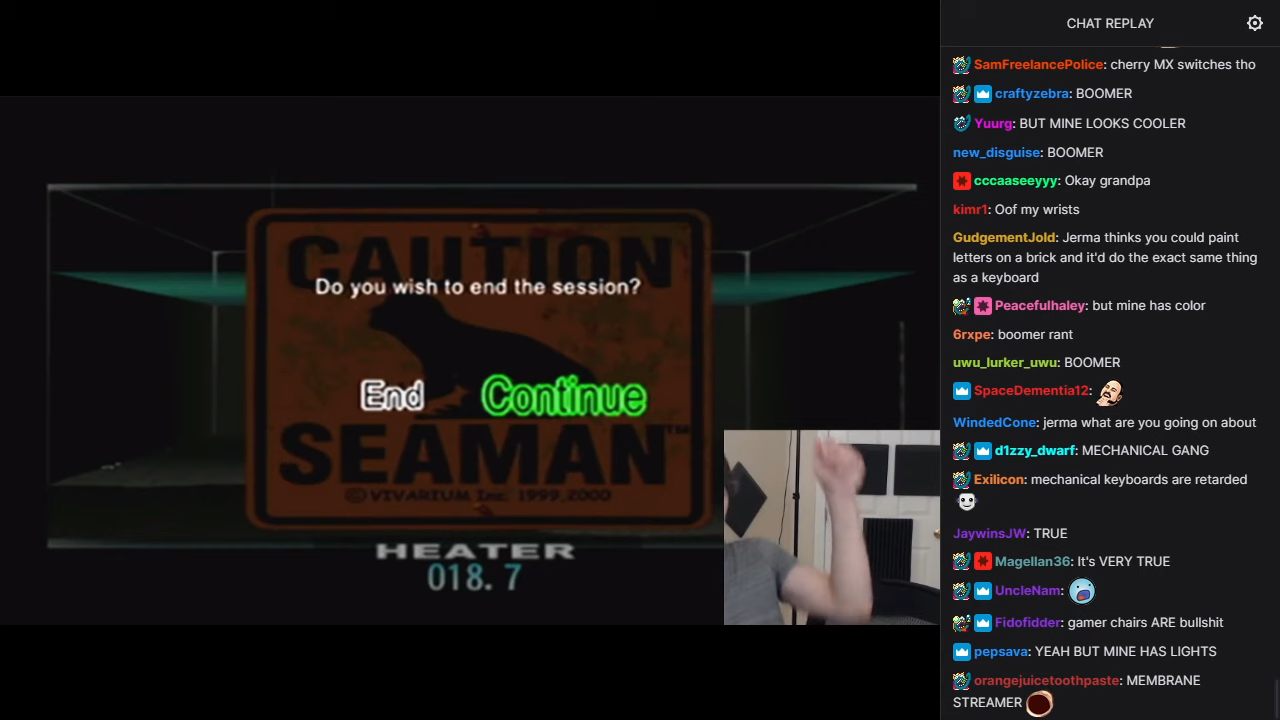 CAUTION
Do you wish to end the session?
End Continue
SEAMAN™
© VIVARIUM Inc. 1999,2000
HEATER
018. 7
CHAT REPLAY
SamFreelancePolice: cherry MX switches tho
craftyzebra: BOOMER
Yuurg: BUT MINE LOOKS COOLER
new_disguise: BOOMER
cccaaseeyyy: Okay grandpa
kimr1: Oof my wrists
GudgementJold: Jerma thinks you could paint
letters on a brick and it'd do the exact same thing
as a keyboard
Peacefulhaley: but mine has color
6rxpe: boomer rant
uwu_lurker_uwu: BOOMER
SpaceDementia12:
WindedCone: jerma what are you going on about
d1zzy_dwarf: MECHANICAL GANG
Exilicon: mechanical keyboards are retarded
JaywinsJW: TRUE
Magellan36: It's VERY TRUE
UncleNam:
Fidofidder: gamer chairs ARE bullshit
pepsava: YEAH BUT MINE HAS LIGHTS
orangejuicetoothpaste: MEMBRANE
STREAMER